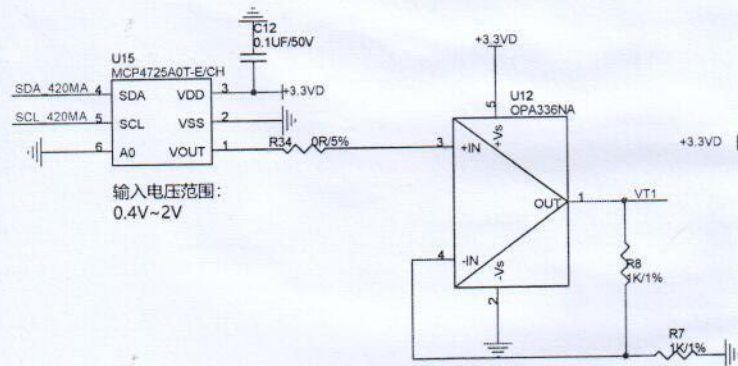 C12
0.1UF/50V
U15
MCP4725A0T-E/CH
SDA_420MA 4 SDA VDD 3 +3.3VD
SCL_420MA 5 SCL VSS 2
6 A0 VOUT 1 R34 0R/5%
输入电压范围:
0.4V~2V
+3.3VD
U12
OPA336NA
5
+Vs
3 +IN
OUT 1 VT1
4 -IN
-Vs
2
+3.3VD
R8
1K/1%
R7
1K/1%